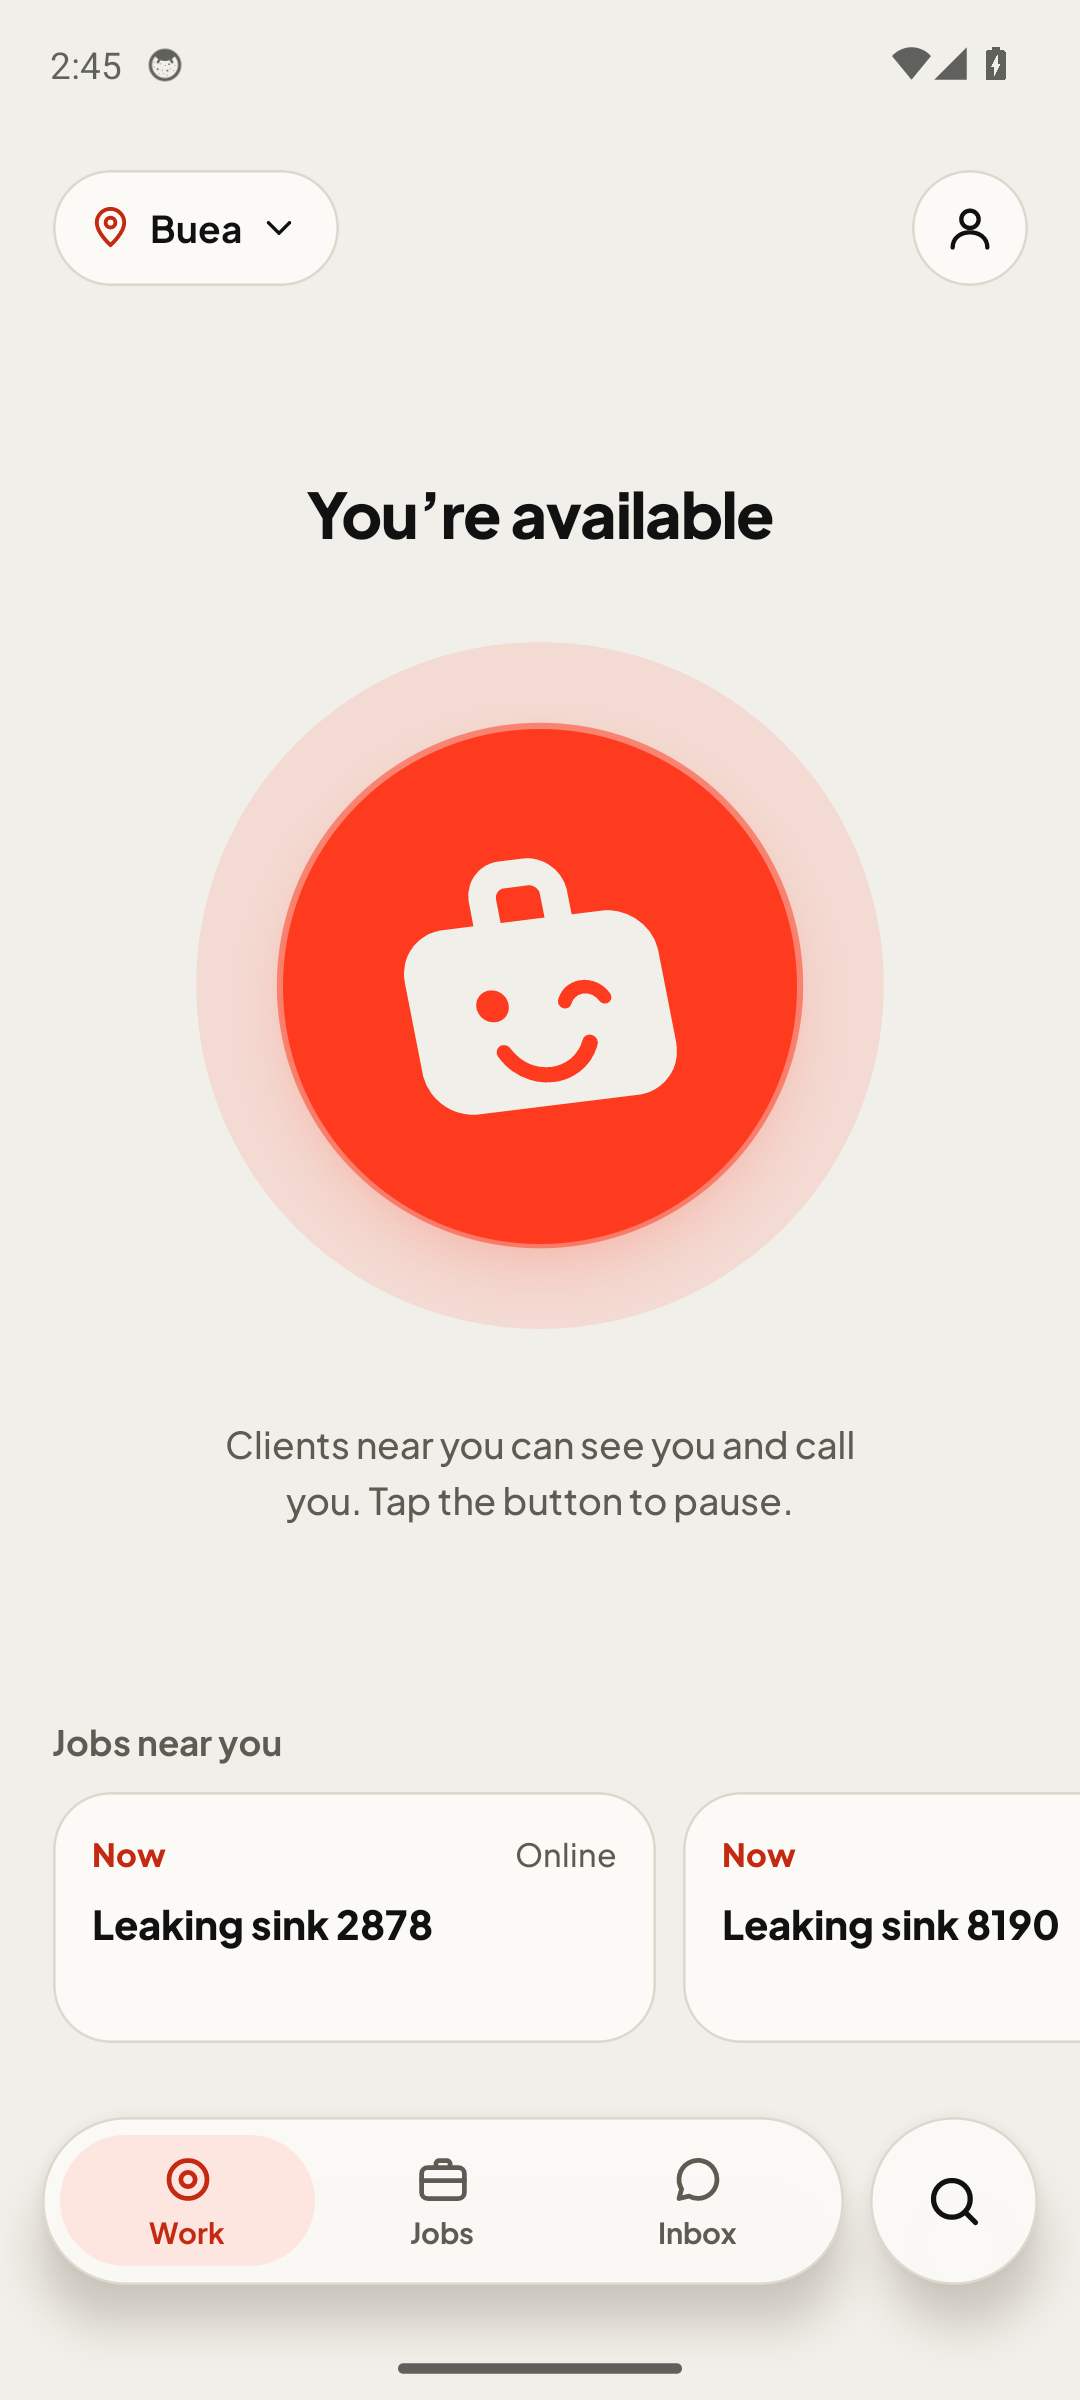 2:45
Buea
You’re available
Clients near you can see you and call
you. Tap the button to pause.
Jobs near you
Now
Online
Leaking sink 2878
Now
Leaking sink 8190
Work
Jobs
Inbox